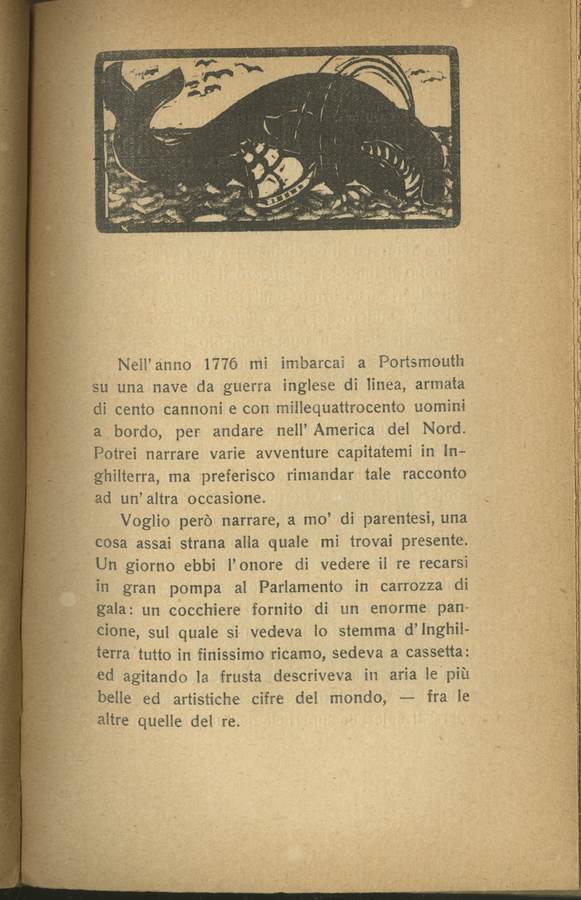 Nell' anno 1776 mi imbarcai a Portsmouth
su una nave da guerra inglese di linea, armata
di cento cannoni e con millequattrocento uomini
a bordo, per andare nell' America del Nord.
Potrei narrare varie avventure capitatemi in In-
ghilterra, ma preferisco rimandar tale racconto
ad un' altra occasione.
Voglio però narrare, a mo' di parentesi, una
cosa assai strana alla quale mi trovai presente.
Un giorno ebbi l' onore di vedere il re recarsi
in gran pompa al Parlamento in carrozza di
gala: un cocchiere fornito di un enorme pan-
cione, sul quale si vedeva lo stemma d' Inghil-
terra tutto in finissimo ricamo, sedeva a cassetta:
ed agitando la frusta descriveva in aria le più
belle ed artistiche cifre del mondo, — fra le
altre quelle del re.